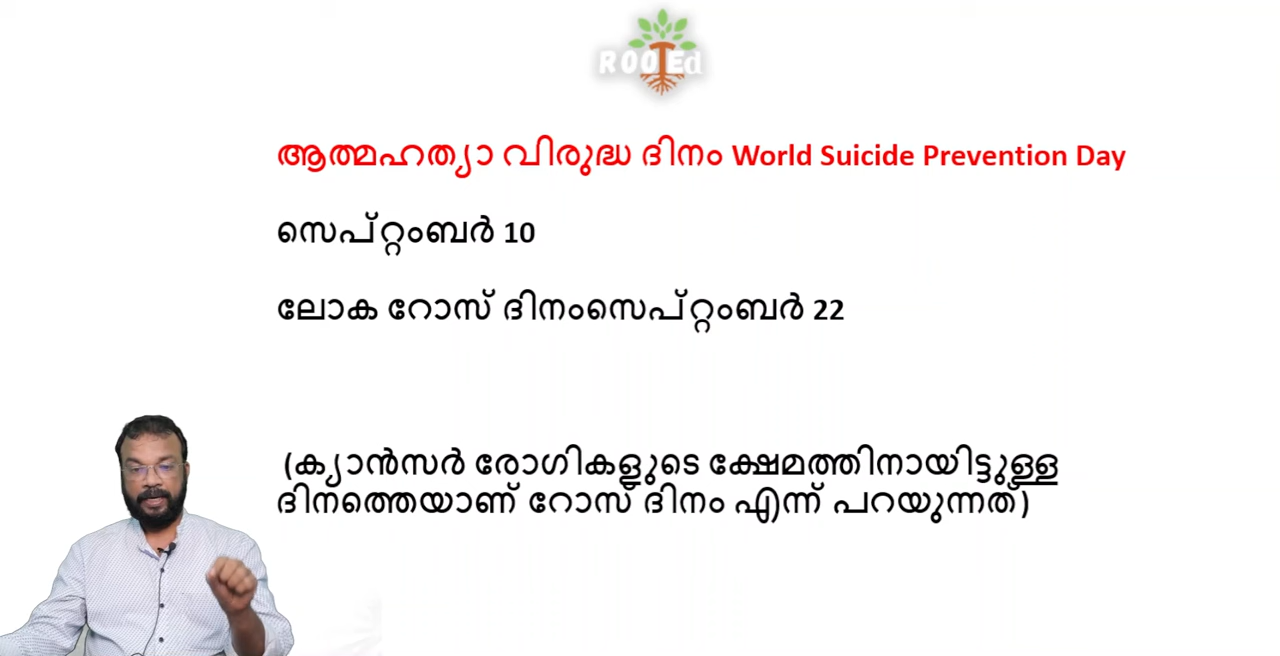 ROOTEd
ആത്മഹത്യാ വിരുദ്ധ ദിനം World Suicide Prevention Day
സെപ്റ്റംബർ 10
ലോക റോസ് ദിനംസെപ്റ്റംബർ 22
(ക്യാൻസർ രോഗികളുടെ ക്ഷേമത്തിനായിട്ടുള്ള
ദിനത്തെയാണ് റോസ് ദിനം എന്ന് പറയുന്നത്)